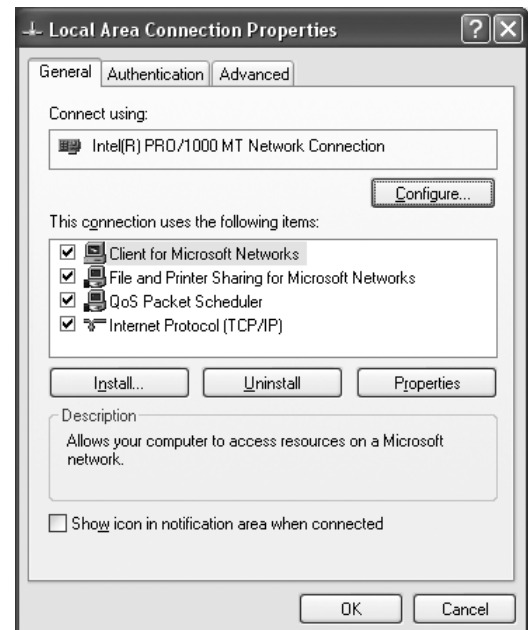 Local Area Connection Properties
General Authentication Advanced
Connect using:
Intel(R) PRO/1000 MT Network Connection
Configure...
This connection uses the following items:
Client for Microsoft Networks
File and Printer Sharing for Microsoft Networks
QoS Packet Scheduler
Internet Protocol (TCP/IP)
Install... Uninstall Properties
Description
Allows your computer to access resources on a Microsoft
network.
Show icon in notification area when connected
OK Cancel